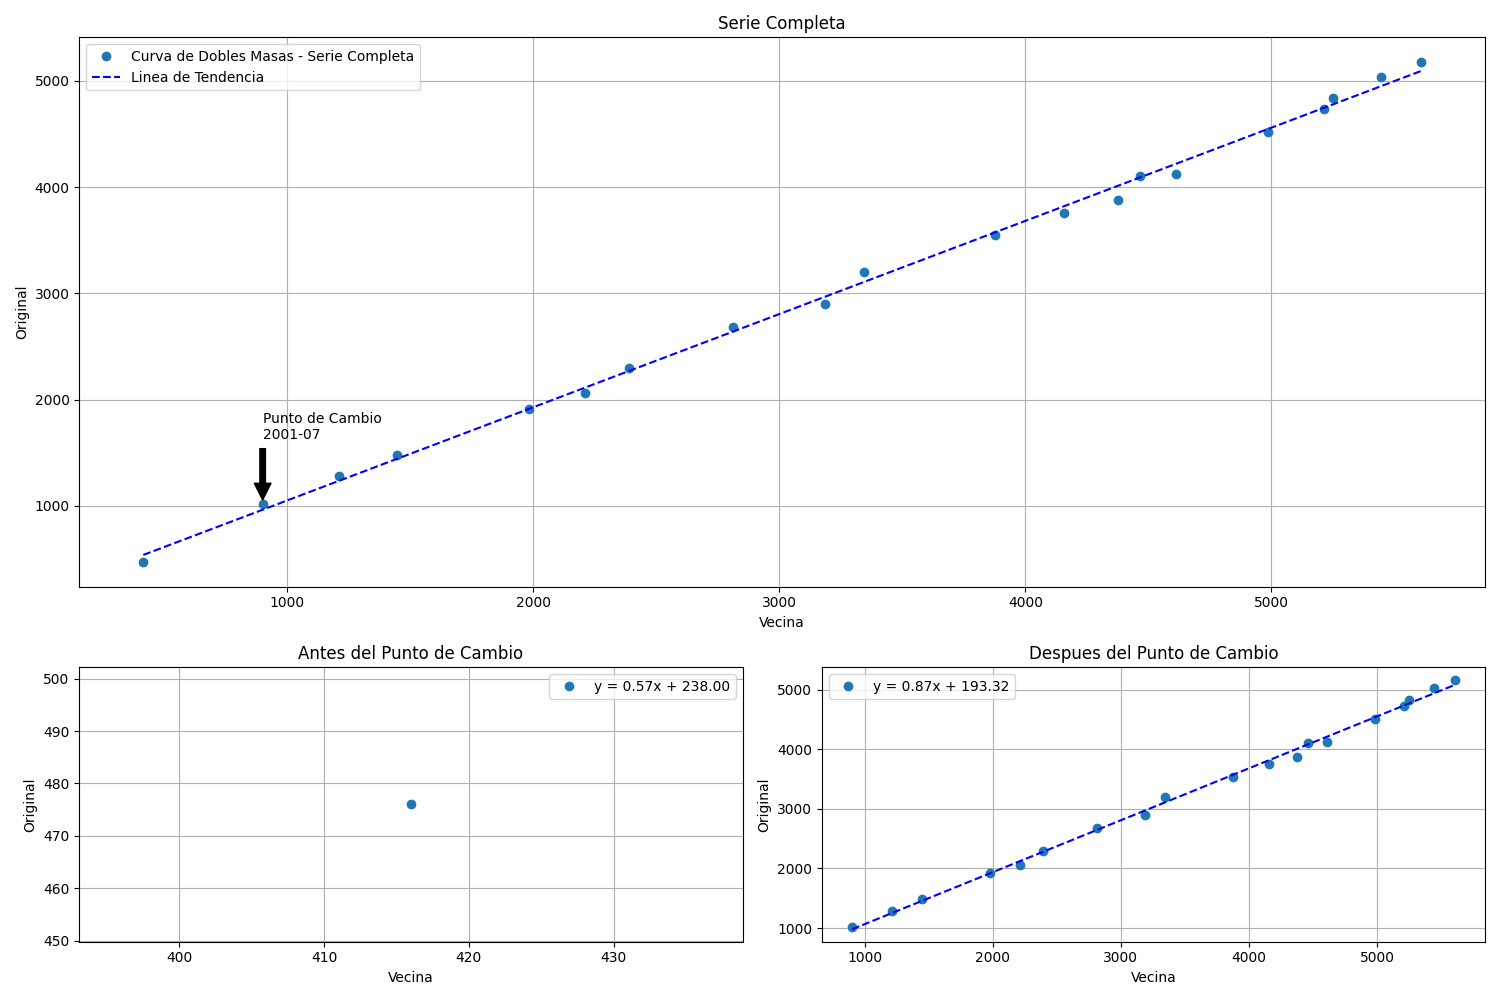 Serie Completa
Curva de Dobles Masas - Serie Completa
Linea de Tendencia
5000
4000
3000
2000
1000
Original
Punto de Cambio
2001-07
1000 2000 3000 4000 5000
Vecina
Antes del Punto de Cambio
y = 0.57x + 238.00
500
490
480
470
460
450
Original
400 410 420 430
Vecina
Despues del Punto de Cambio
y = 0.87x + 193.32
5000
4000
3000
2000
1000
Original
1000 2000 3000 4000 5000
Vecina